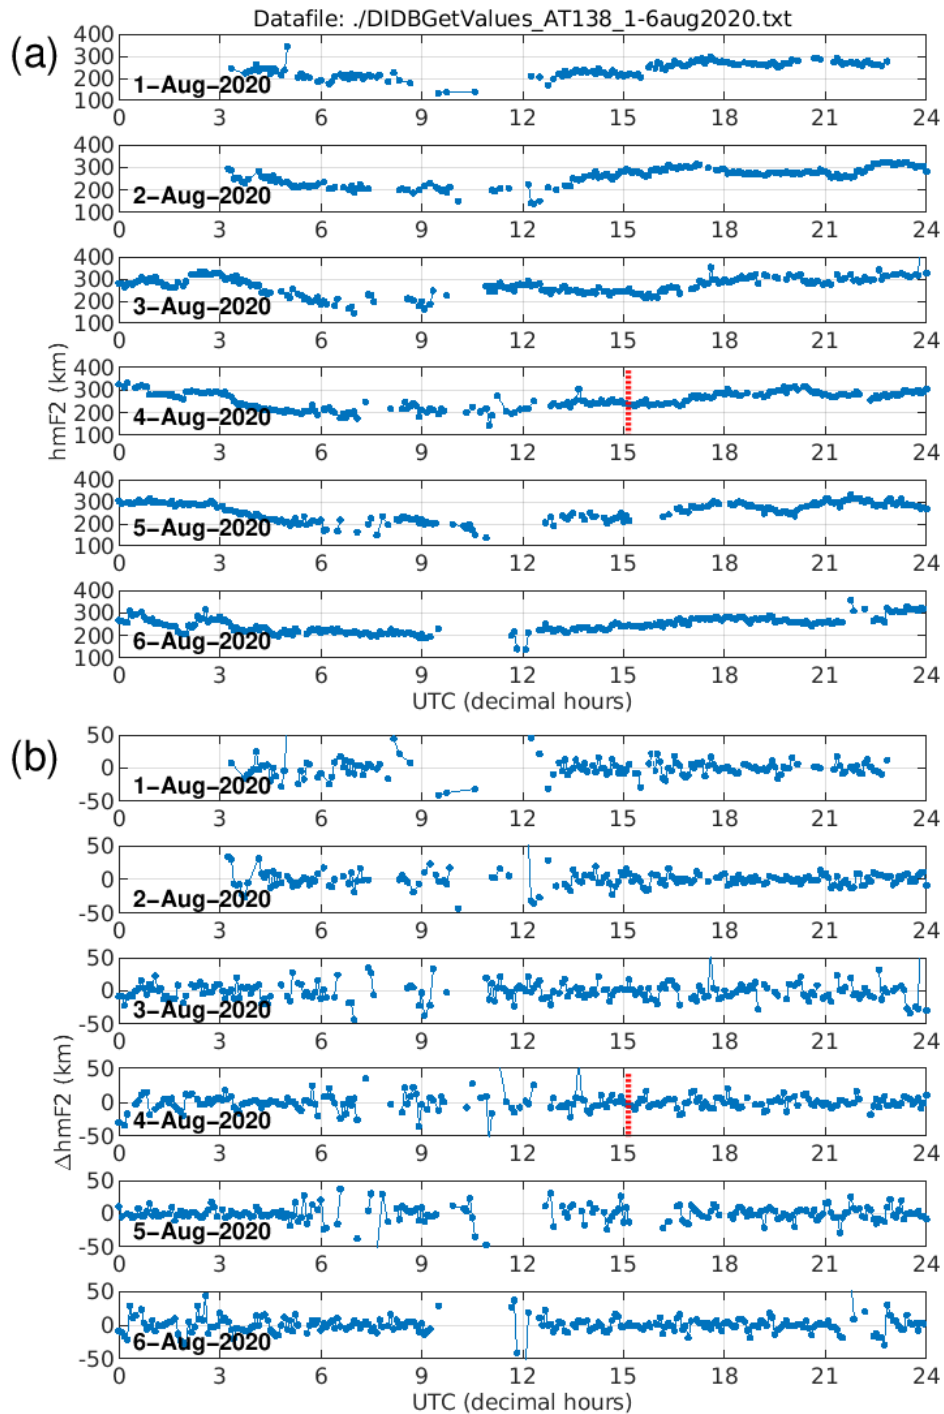 Datafile: ./DIDBGetValues_AT138_1-6aug2020.txt
(a)
400
300
200
100
1-Aug-2020
0 3 6 9 12 15 18 21 24
400
300
200
100
2-Aug-2020
0 3 6 9 12 15 18 21 24
400
300
200
100
3-Aug-2020
0 3 6 9 12 15 18 21 24
hmF2 (km)
400
300
200
100
4-Aug-2020
0 3 6 9 12 15 18 21 24
400
300
200
100
5-Aug-2020
0 3 6 9 12 15 18 21 24
400
300
200
100
6-Aug-2020
0 3 6 9 12 15 18 21 24
UTC (decimal hours)
(b)
50
0
-50
1-Aug-2020
0 3 6 9 12 15 18 21 24
50
0
-50
2-Aug-2020
0 3 6 9 12 15 18 21 24
50
0
-50
3-Aug-2020
0 3 6 9 12 15 18 21 24
ΔhmF2 (km)
50
0
-50
4-Aug-2020
0 3 6 9 12 15 18 21 24
50
0
-50
5-Aug-2020
0 3 6 9 12 15 18 21 24
50
0
-50
6-Aug-2020
0 3 6 9 12 15 18 21 24
UTC (decimal hours)